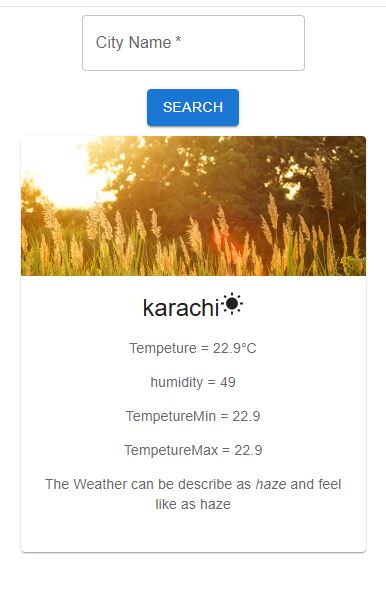 City Name *
SEARCH
karachi
Tempeture = 22.9°C
humidity = 49
TempetureMin = 22.9
TempetureMax = 22.9
The Weather can be describe as haze and feel
like as haze